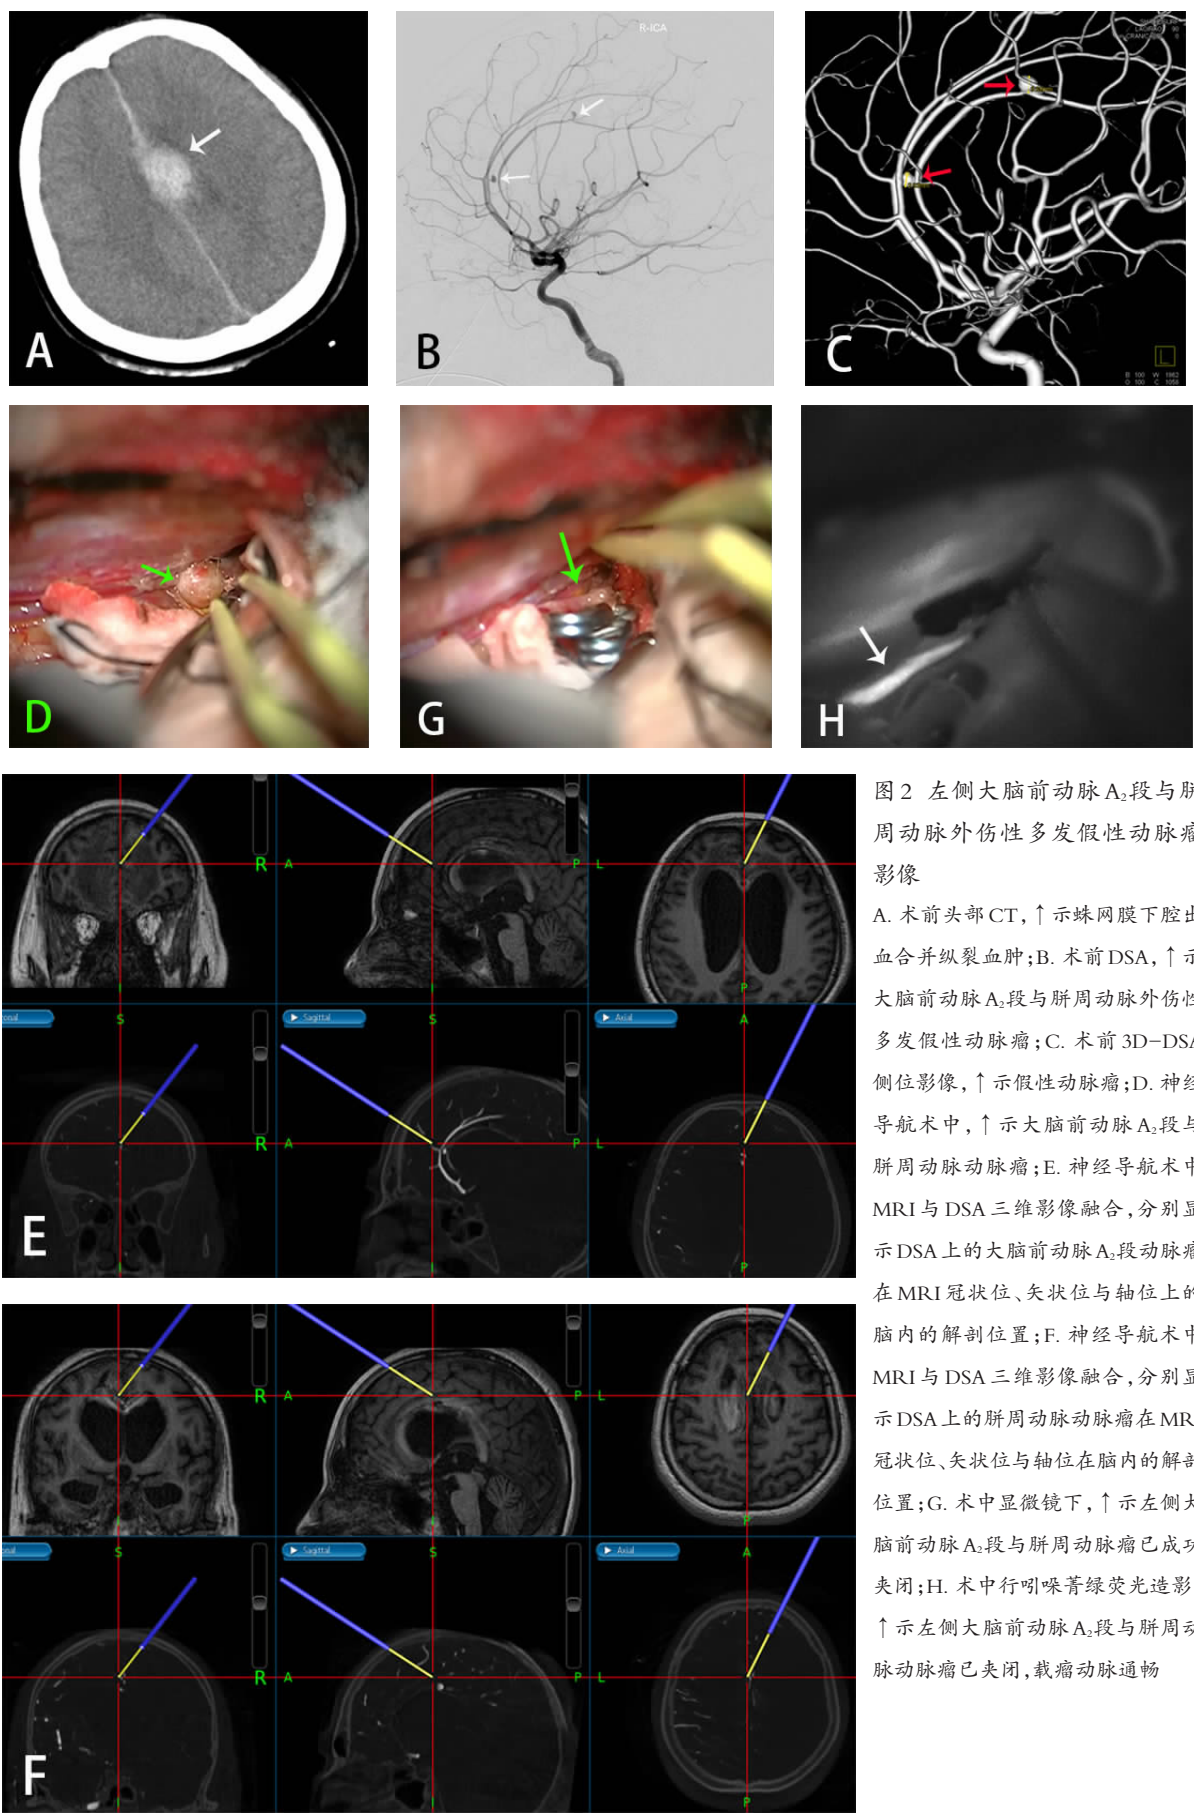 R-ICA
A
B
C
L
D
G
H
R
A
P
L
I
P
S
Sagittal
S
Axial
A
R
A
P
L
I
P
E
R
A
P
L
I
P
S
Sagittal
S
Axial
A
R
A
P
L
I
P
F
图2 左侧大脑前动脉A₂段与胼
周动脉外伤性多发假性动脉瘤
影像
A. 术前头部CT,↑示蛛网膜下腔出
血合并纵裂血肿;B. 术前DSA,↑示
大脑前动脉A₂段与胼周动脉外伤性
多发假性动脉瘤;C. 术前3D-DSA
侧位影像,↑示假性动脉瘤;D. 神经
导航术中,↑示大脑前动脉A₂段与
胼周动脉动脉瘤;E. 神经导航术中
MRI与DSA三维影像融合,分别显
示DSA上的大脑前动脉A₂段动脉瘤
在MRI冠状位、矢状位与轴位上的
脑内的解剖位置;F. 神经导航术中
MRI与DSA三维影像融合,分别显
示DSA上的胼周动脉动脉瘤在MRI
冠状位、矢状位与轴位在脑内的解剖
位置;G. 术中显微镜下,↑示左侧大
脑前动脉A₂段与胼周动脉瘤已成功
夹闭;H. 术中行吲哚菁绿荧光造影,
↑示左侧大脑前动脉A₂段与胼周动
脉动脉瘤已夹闭,载瘤动脉通畅